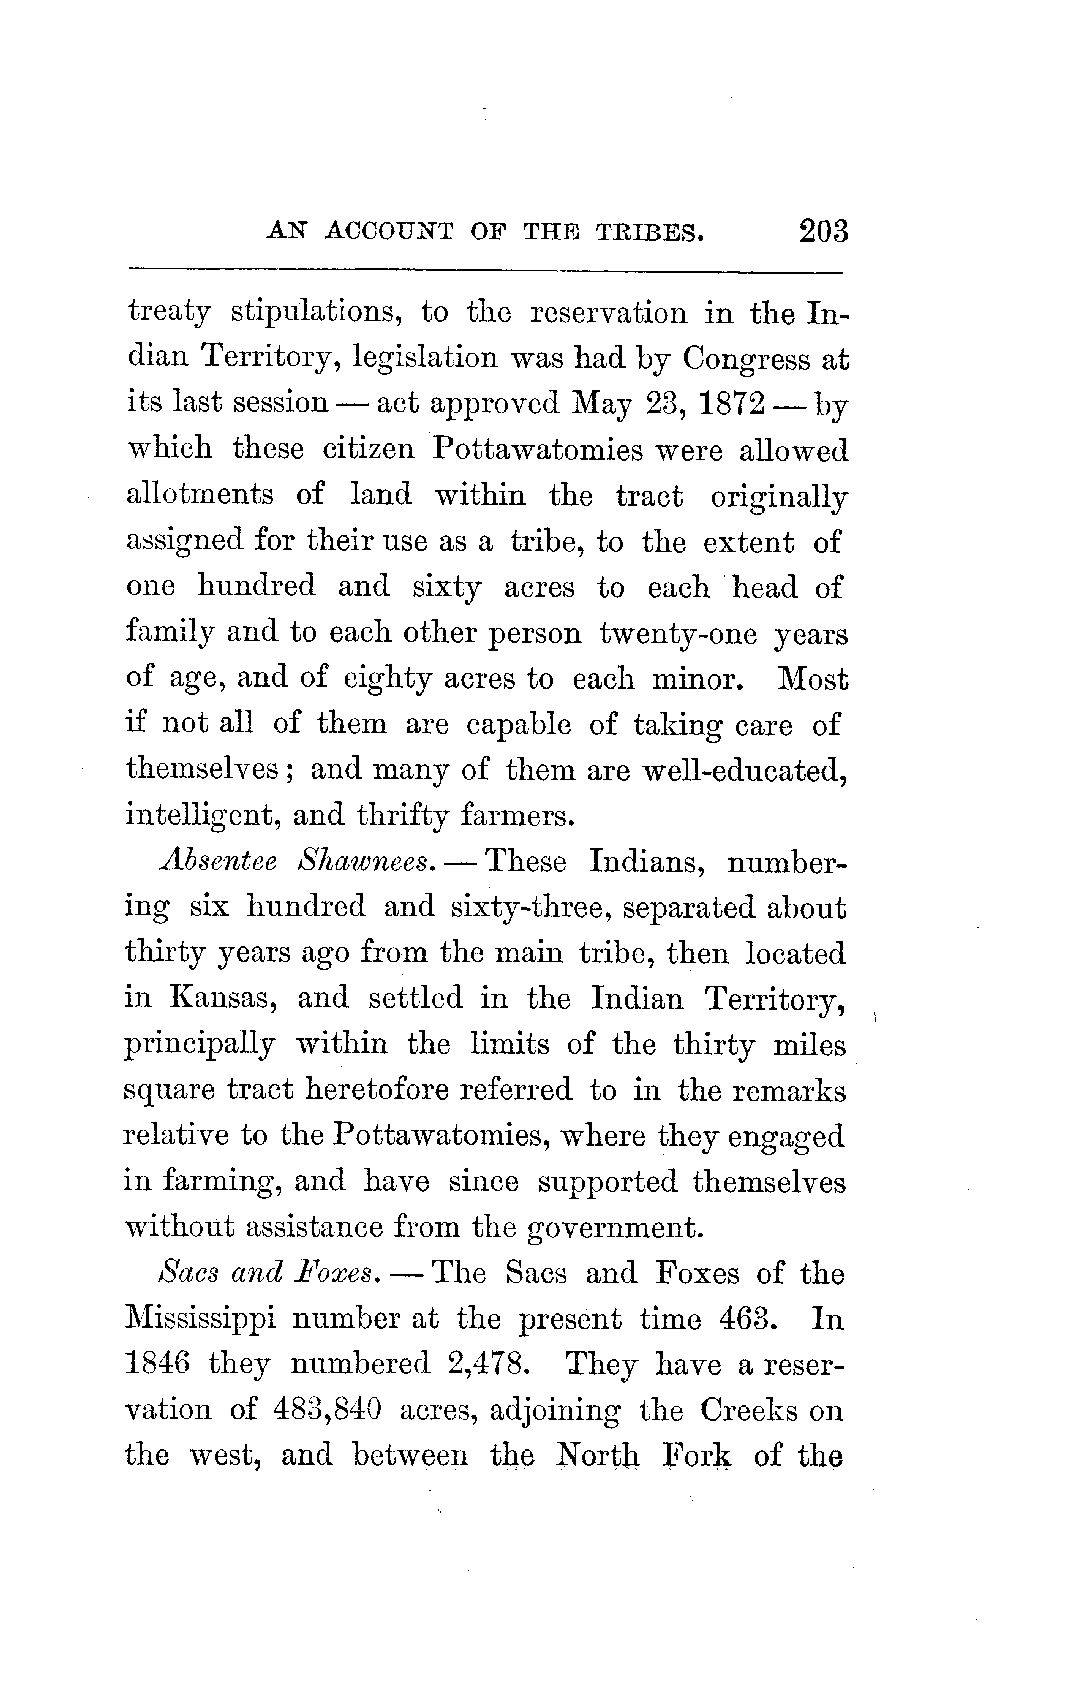 AN ACCOUNT OF THE TRIBES. 203
treaty stipulations, to the reservation in the In-
dian Territory, legislation was had by Congress at
its last session — act approved May 23, 1872 — by
which these citizen Pottawatomies were allowed
allotments of land within the tract originally
assigned for their use as a tribe, to the extent of
one hundred and sixty acres to each head of
family and to each other person twenty-one years
of age, and of eighty acres to each minor. Most
if not all of them are capable of taking care of
themselves; and many of them are well-educated,
intelligent, and thrifty farmers.
Absentee Shawnees. — These Indians, number-
ing six hundred and sixty-three, separated about
thirty years ago from the main tribe, then located
in Kansas, and settled in the Indian Territory,
principally within the limits of the thirty miles
square tract heretofore referred to in the remarks
relative to the Pottawatomies, where they engaged
in farming, and have since supported themselves
without assistance from the government.
Sacs and Foxes. — The Sacs and Foxes of the
Mississippi number at the present time 463. In
1846 they numbered 2,478. They have a reser-
vation of 483,840 acres, adjoining the Creeks on
the west, and between the North Fork of the